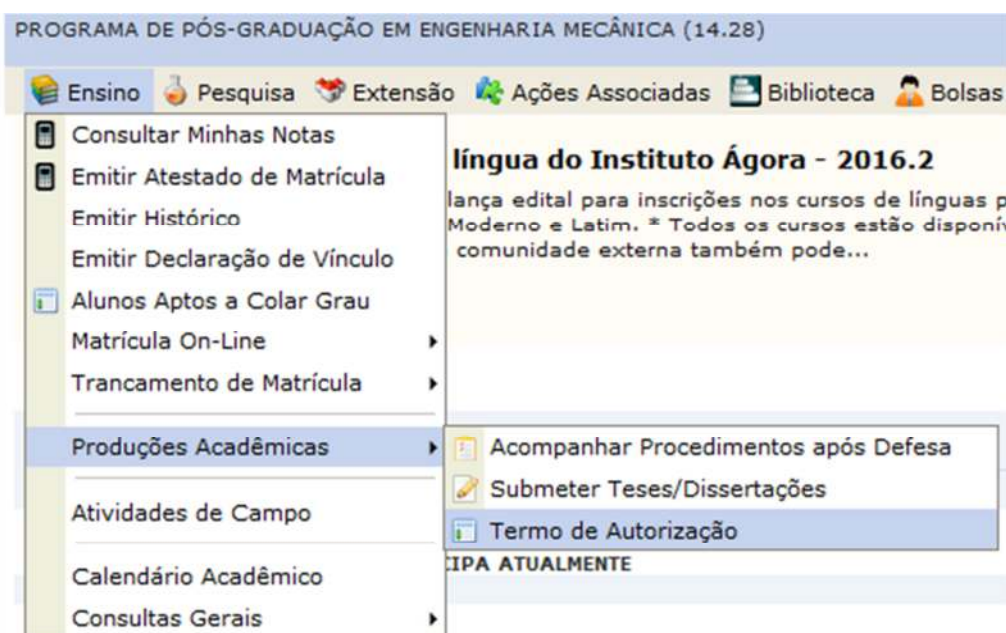 PROGRAMA DE PÓS-GRADUAÇÃO EM ENGENHARIA MECÂNICA (14.28)
Ensino Pesquisa Extensão Ações Associadas Biblioteca Bolsas
Consultar Minhas Notas
Emitir Atestado de Matrícula
Emitir Histórico
Emitir Declaração de Vínculo
Alunos Aptos a Colar Grau
Matrícula On-Line
Trancamento de Matrícula
Produções Acadêmicas
Atividades de Campo
Calendário Acadêmico
Consultas Gerais
Acompanhar Procedimentos após Defesa
Submeter Teses/Dissertações
Termo de Autorização
língua do Instituto Ágora - 2016.2
lança edital para inscrições nos cursos de línguas p
Moderno e Latim. * Todos os cursos estão disponív
comunidade externa também pode...
CIPA ATUALMENTE